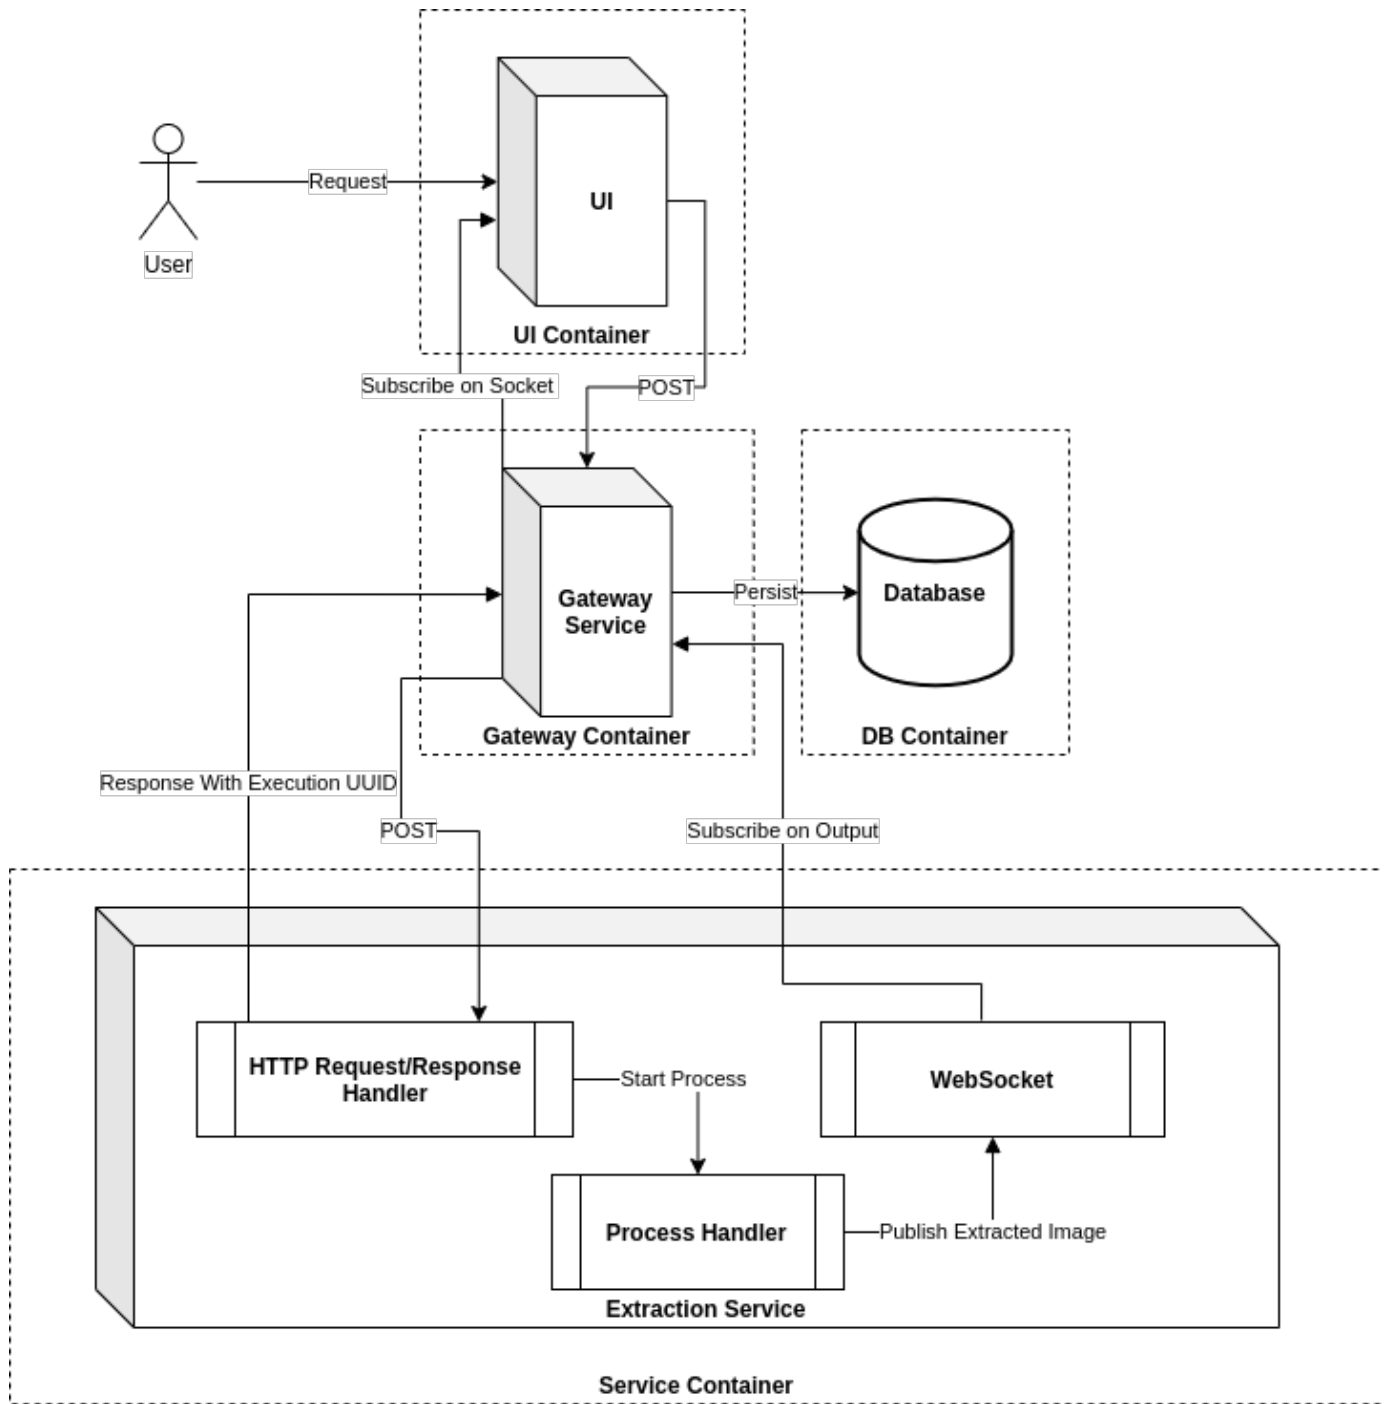 UI
Request
User
UI Container
Subscribe on Socket
POST
Gateway
Service
Persist
Database
Gateway Container
DB Container
Response With Execution UUID
POST
Subscribe on Output
HTTP Request/Response
Handler
Start Process
WebSocket
Process Handler
Publish Extracted Image
Extraction Service
Service Container